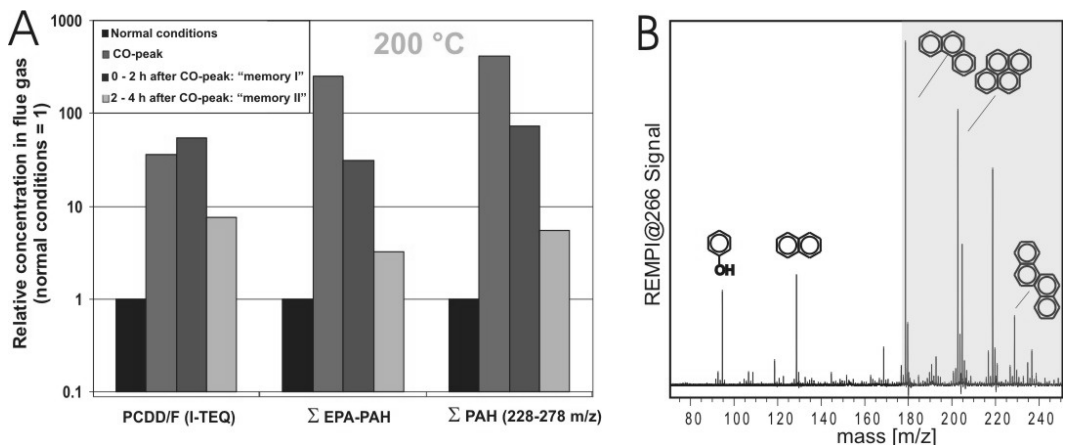 A
1000
100
10
1
0.1
Relative concentration in flue gas
(normal conditions = 1)
Normal conditions
CO-peak
0 - 2 h after CO-peak: “memory I”
2 - 4 h after CO-peak: “memory II”
200 °C
PCDD/F (I-TEQ)
Σ EPA-PAH
Σ PAH (228-278 m/z)
B
REMPI@266 Signal
OH
80 100 120 140 160 180 200 220 240
mass [m/z]